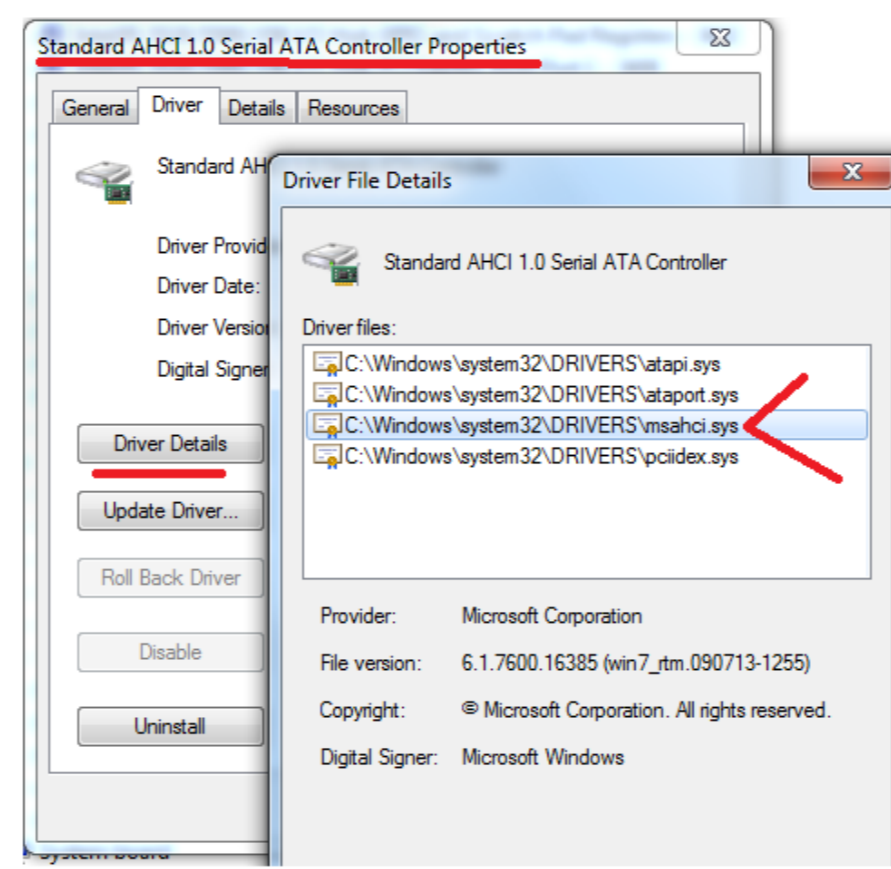 Standard AHCI 1.0 Serial ATA Controller Properties
General Driver Details Resources
Standard
Driver
Driver Date:
Driver
Digital Signer
Driver Details
Update Driver...
Roll Back Driver
Disable
Uninstall
System board
Driver File Details
Standard AHCI 1.0 Serial ATA Controller
Driver files:
C:\Windows\system32\DRIVERS\atapi.sys
C:\Windows\system32\DRIVERS\ataport.sys
C:\Windows\system32\DRIVERS\msahci.sys
C:\Windows\system32\DRIVERS\pciidex.sys
Provider: Microsoft Corporation
File version: 6.1.7600.16385 (win7_rtm.090713-1255)
Copyright: © Microsoft Corporation. All rights reserved.
Digital Signer: Microsoft Windows